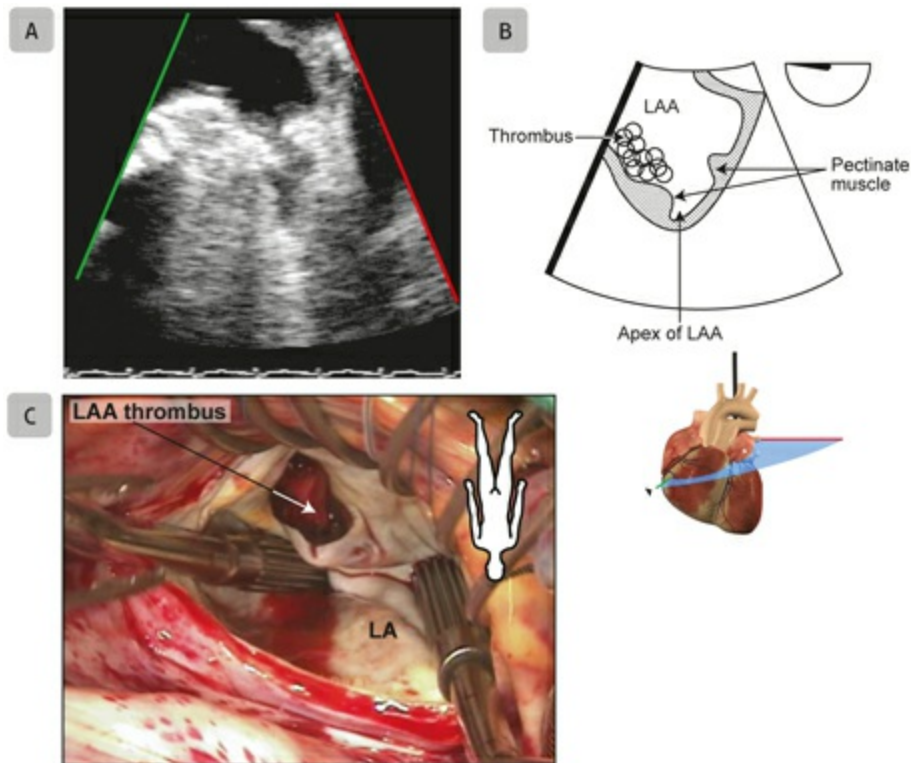 A
B
LAA
Thrombus
Pectinate
muscle
Apex of LAA
C
LAA thrombus
LA